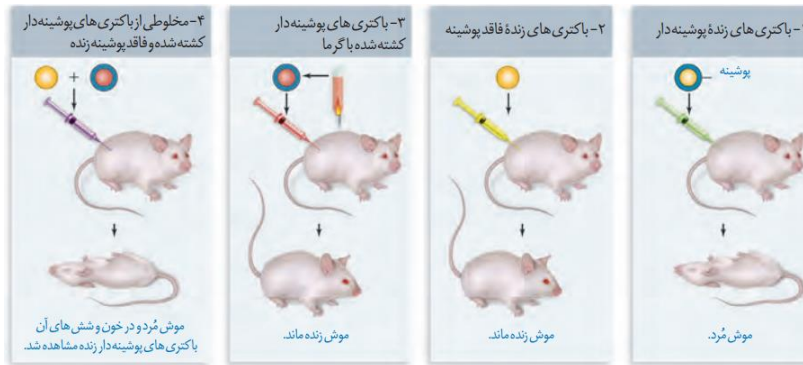 ۱- باکتری های زندهٔ پوشینه دار
پوشینه
موش مُرد.
۲- باکتری های زندهٔ فاقد پوشینه
موش زنده ماند.
۳- باکتری های پوشینه دار
کشته شده با گرما
موش زنده ماند.
۴- مخلوطی از باکتری های پوشینه دار
کشته شده و فاقد پوشینه زنده
موش مُرد و در خون و شش های آن
باکتری های پوشینه دار زنده مشاهده شد.